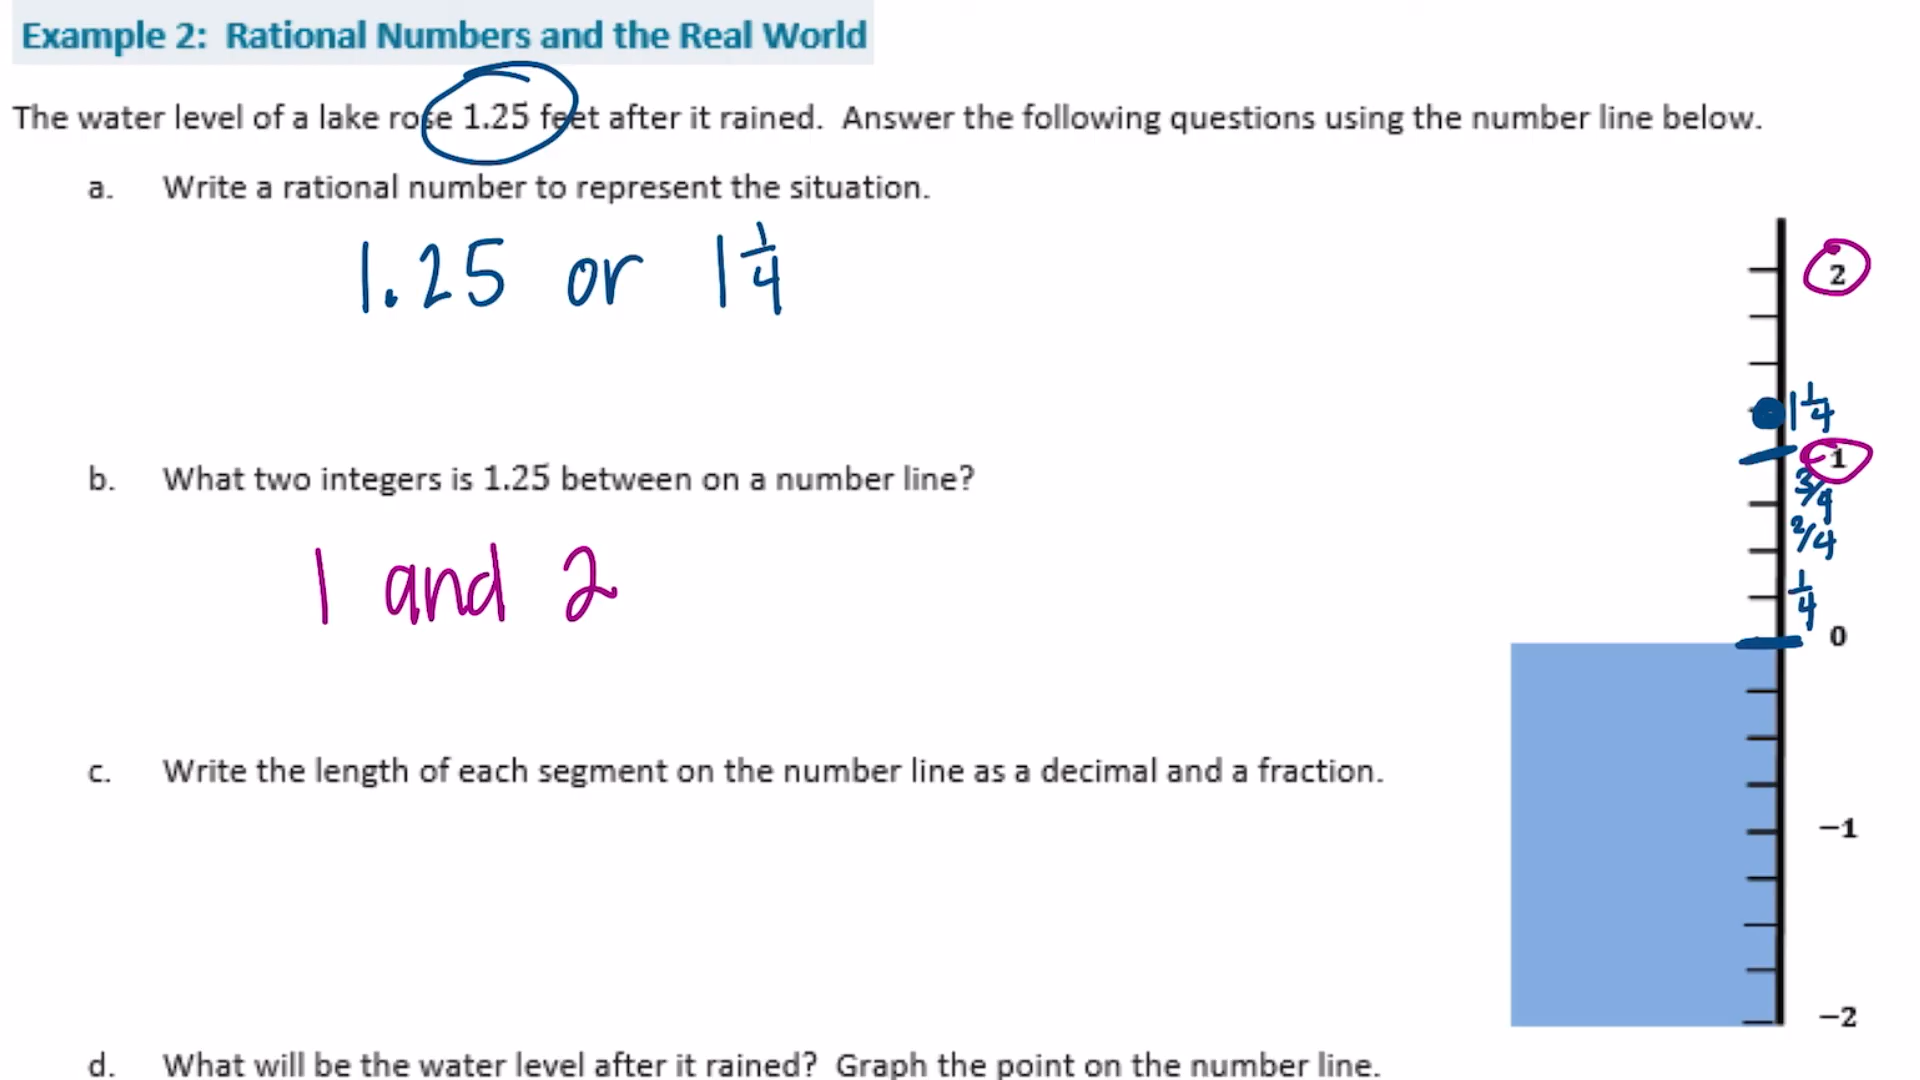 Example 2: Rational Numbers and the Real World
The water level of a lake rose 1.25 feet after it rained. Answer the following questions using the number line below.
a. Write a rational number to represent the situation.
1.25 or 1 1/4
2
1 1/4
b. What two integers is 1.25 between on a number line?
1
3/4
2/4
1 and 2
1/4
0
c. Write the length of each segment on the number line as a decimal and a fraction.
−1
−2
d. What will be the water level after it rained? Graph the point on the number line.